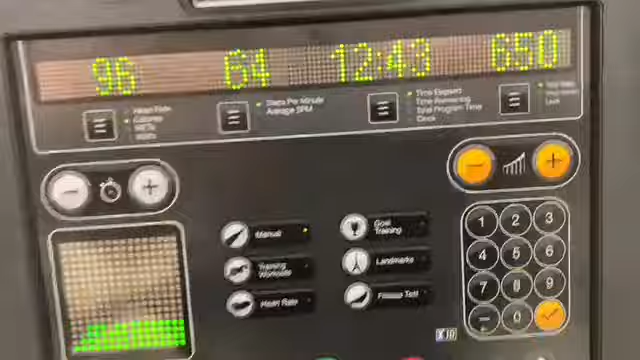 96 64 12:43 650
Heart Rate
Calories
METs
Watts
Steps Per Minute
Average SPM
Time Elapsed
Time Remaining
Total Program Time
Clock
Manual
Training
Workouts
Heart Rate
Goal
Training
Landmarks
Fitness Test
1 2 3
4 5 6
7 8 9
0